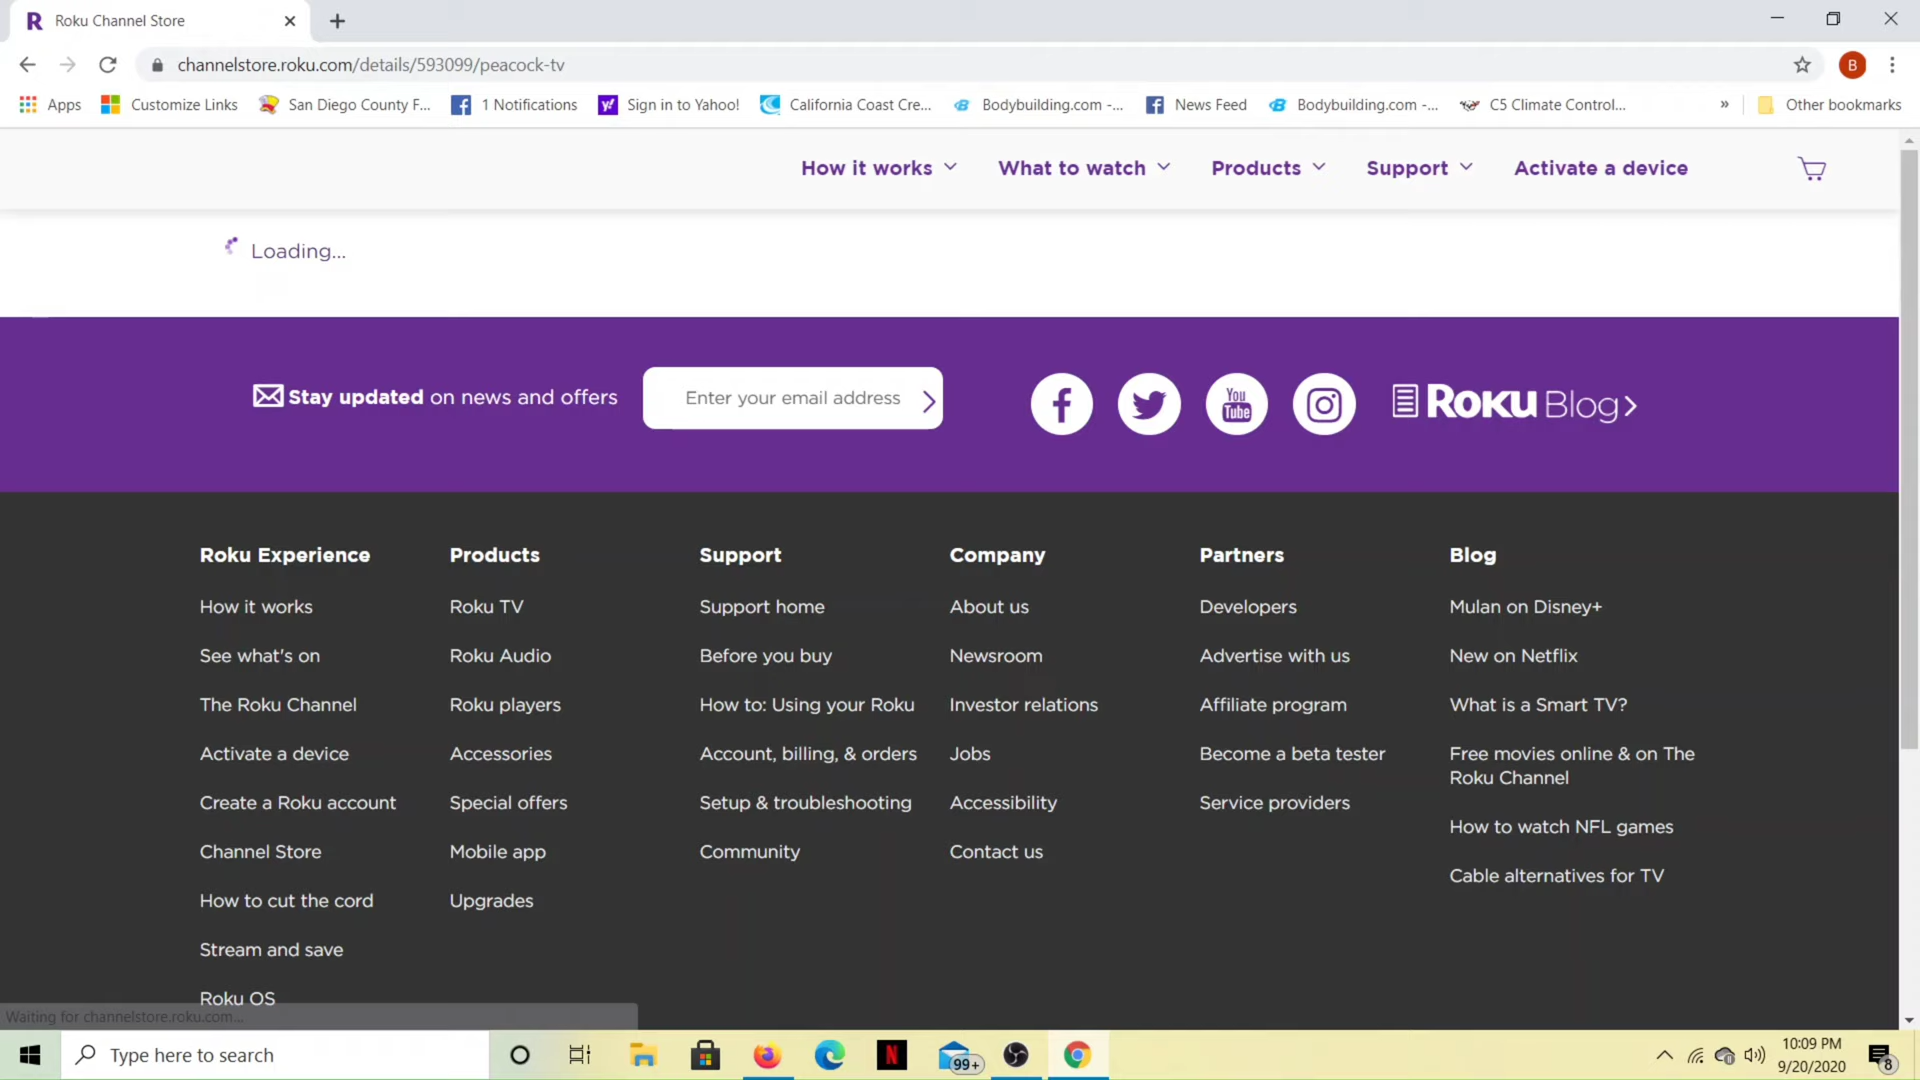 R Roku Channel Store
channelstore.roku.com/details/593099/peacock-tv
B
Apps Customize Links San Diego County F... 1 Notifications Sign in to Yahoo! California Coast Cre... Bodybuilding.com -... News Feed Bodybuilding.com -... C5 Climate Control... » Other bookmarks
How it works What to watch Products Support Activate a device
Loading...
Stay updated on news and offers Enter your email address You Tube ROKU Blog
Roku Experience
How it works
See what's on
The Roku Channel
Activate a device
Create a Roku account
Channel Store
How to cut the cord
Stream and save
Roku OS
Products
Roku TV
Roku Audio
Roku players
Accessories
Special offers
Mobile app
Upgrades
Support
Support home
Before you buy
How to: Using your Roku
Account, billing, & orders
Setup & troubleshooting
Community
Company
About us
Newsroom
Investor relations
Jobs
Accessibility
Contact us
Partners
Developers
Advertise with us
Affiliate program
Become a beta tester
Service providers
Blog
Mulan on Disney+
New on Netflix
What is a Smart TV?
Free movies online & on The
Roku Channel
How to watch NFL games
Cable alternatives for TV
Waiting for channelstore.roku.com...
Type here to search
N
99+
10:09 PM
9/20/2020
8